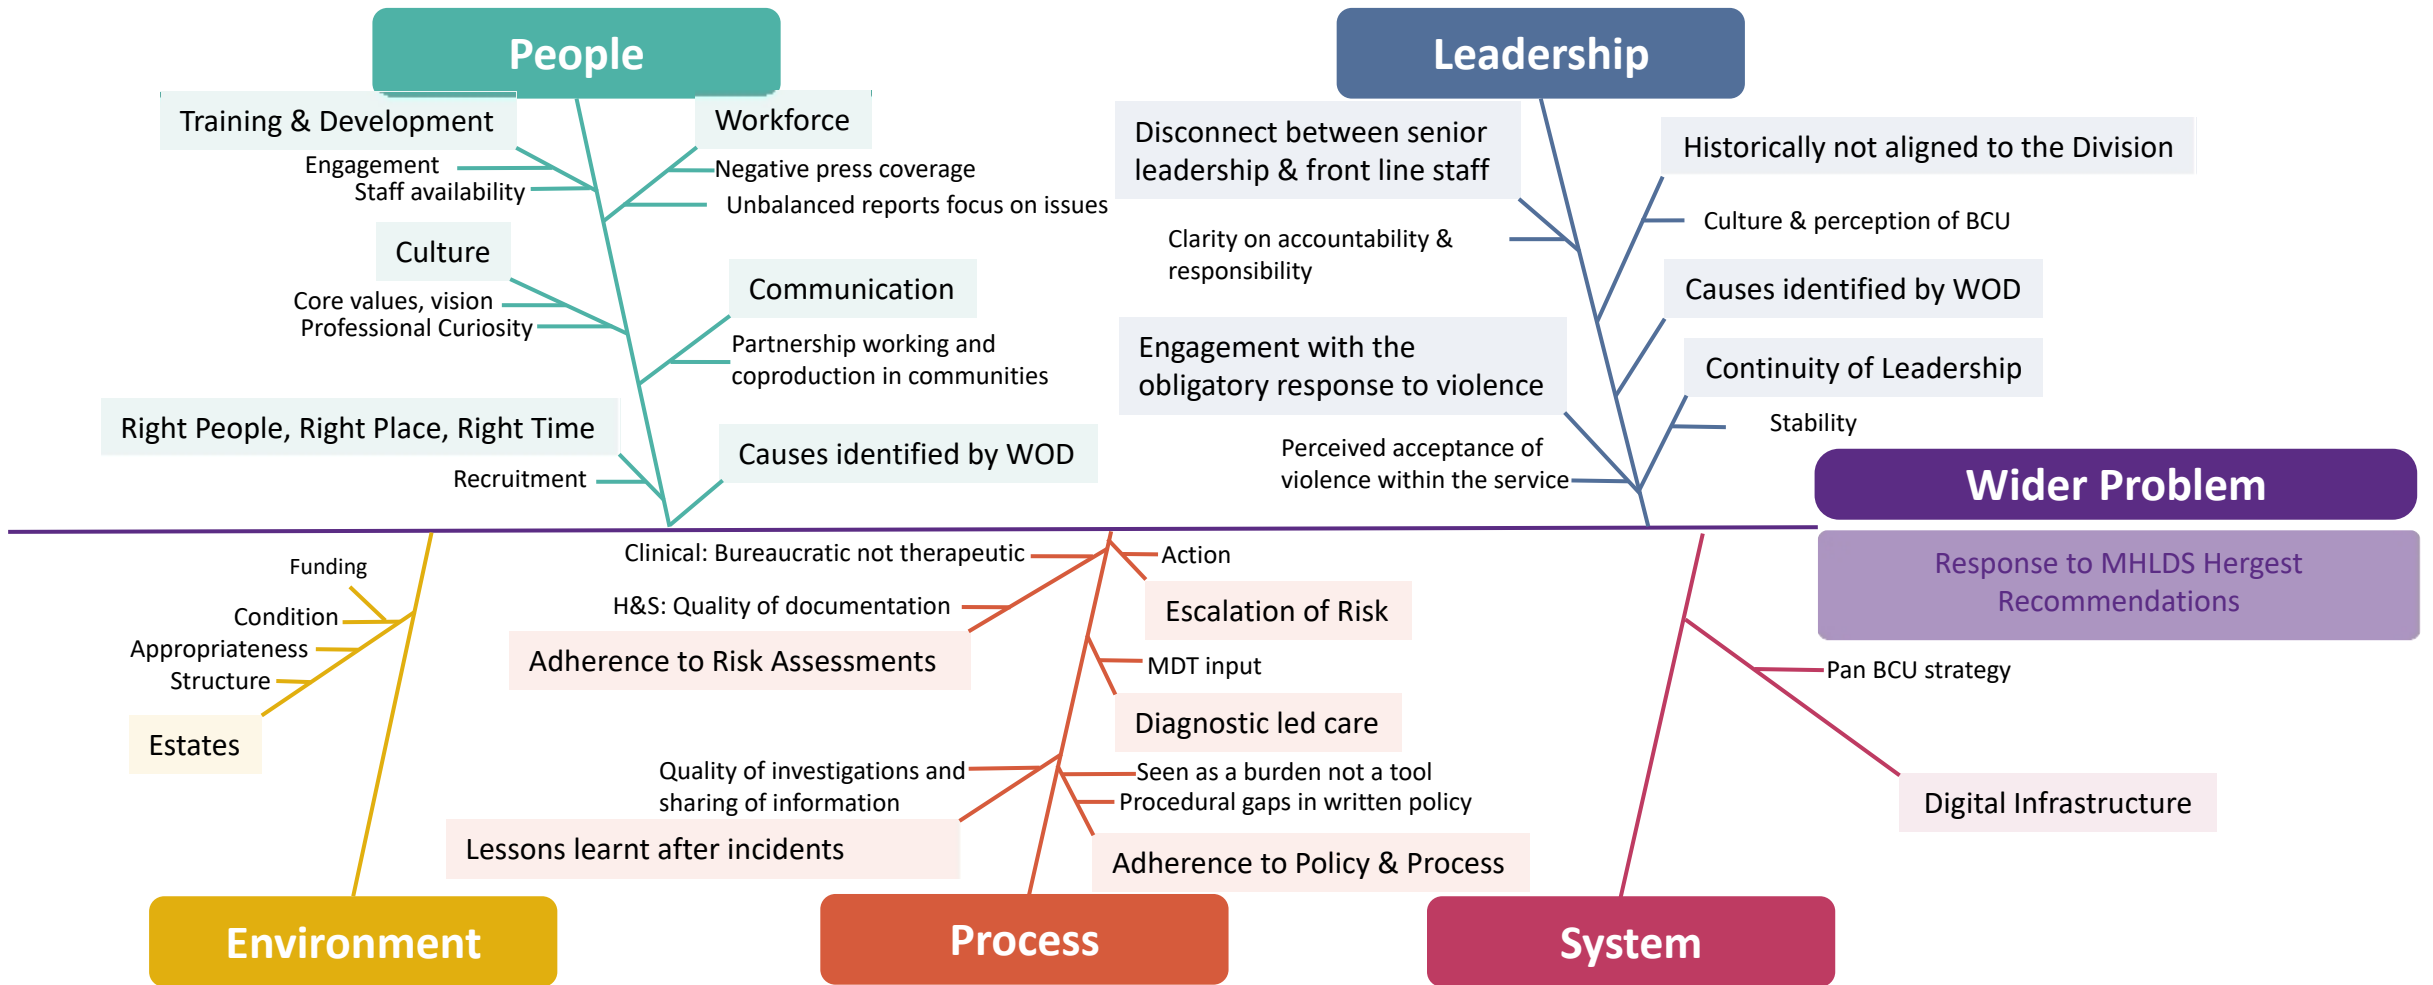 People
Training & Development
Engagement
Staff availability
Workforce
Negative press coverage
Unbalanced reports focus on issues
Culture
Core values, vision
Professional Curiosity
Communication
Partnership working and
coproduction in communities
Right People, Right Place, Right Time
Recruitment
Causes identified by WOD
Leadership
Disconnect between senior
leadership & front line staff
Clarity on accountability &
responsibility
Historically not aligned to the Division
Culture & perception of BCU
Causes identified by WOD
Engagement with the
obligatory response to violence
Perceived acceptance of
violence within the service
Continuity of Leadership
Stability
Wider Problem
Response to MHLDS Hergest
Recommendations
Funding
Condition
Appropriateness
Structure
Estates
Environment
Clinical: Bureaucratic not therapeutic
H&S: Quality of documentation
Adherence to Risk Assessments
Action
Escalation of Risk
MDT input
Diagnostic led care
Quality of investigations and
sharing of information
Lessons learnt after incidents
Seen as a burden not a tool
Procedural gaps in written policy
Adherence to Policy & Process
Process
Pan BCU strategy
Digital Infrastructure
System